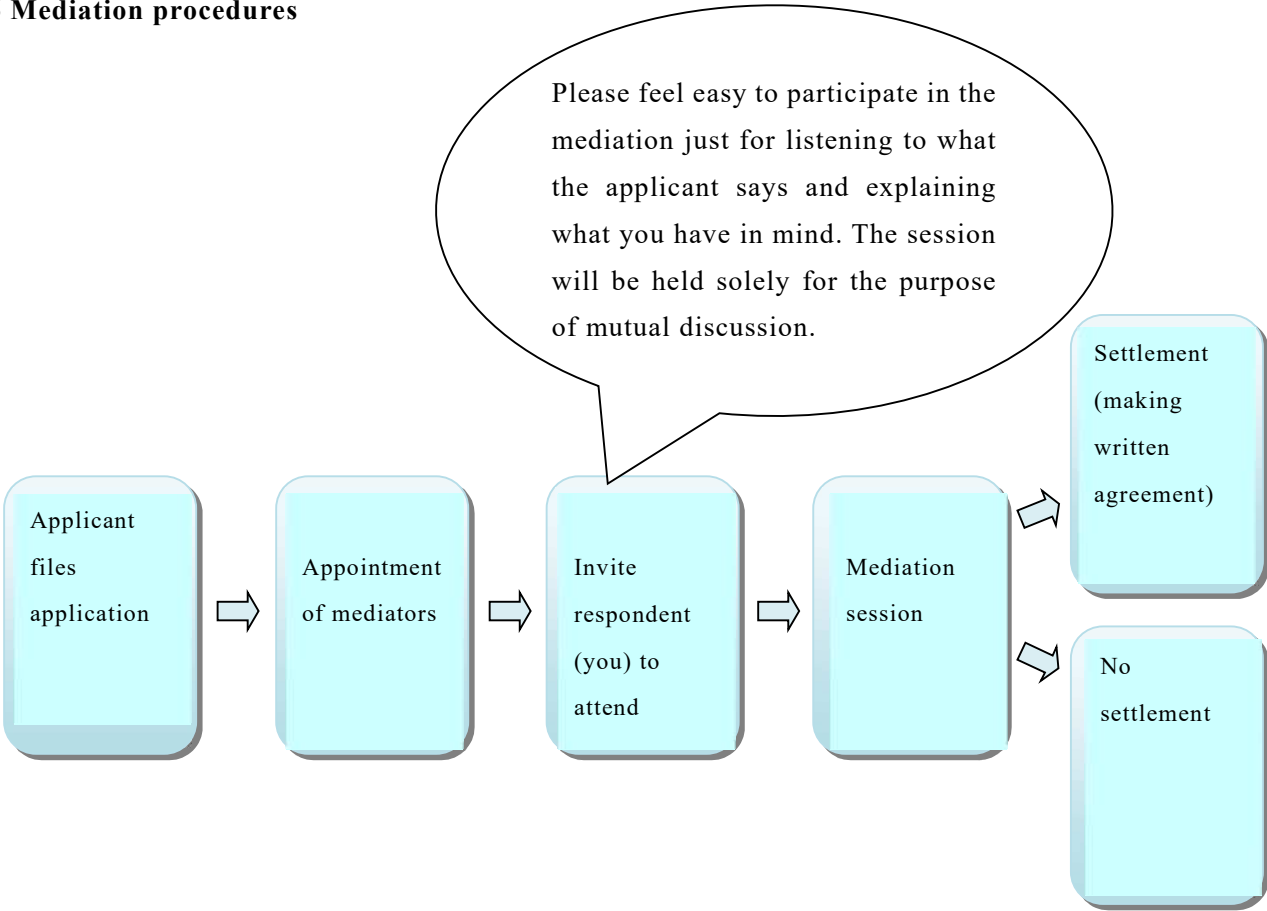 Mediation procedures
Please feel easy to participate in the
mediation just for listening to what
the applicant says and explaining
what you have in mind. The session
will be held solely for the purpose
of mutual discussion.
Applicant
files
application
Appointment
of mediators
Invite
respondent
(you) to
attend
Mediation
session
Settlement
(making
written
agreement)
No
settlement